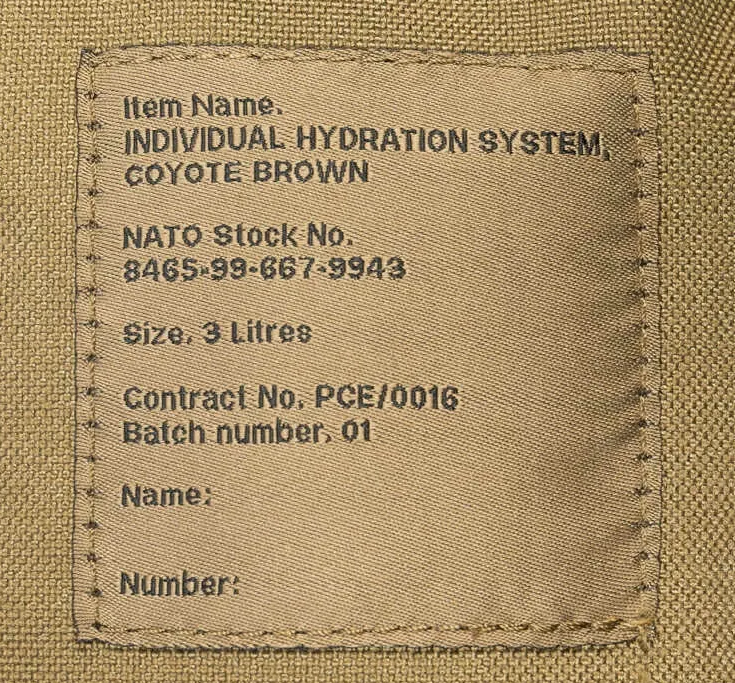 Item Name.
INDIVIDUAL HYDRATION SYSTEM,
COYOTE BROWN
NATO Stock No.
8465-99-667-9943
Size. 3 Litres
Contract No. PCE/0016
Batch number. 01
Name:
Number: